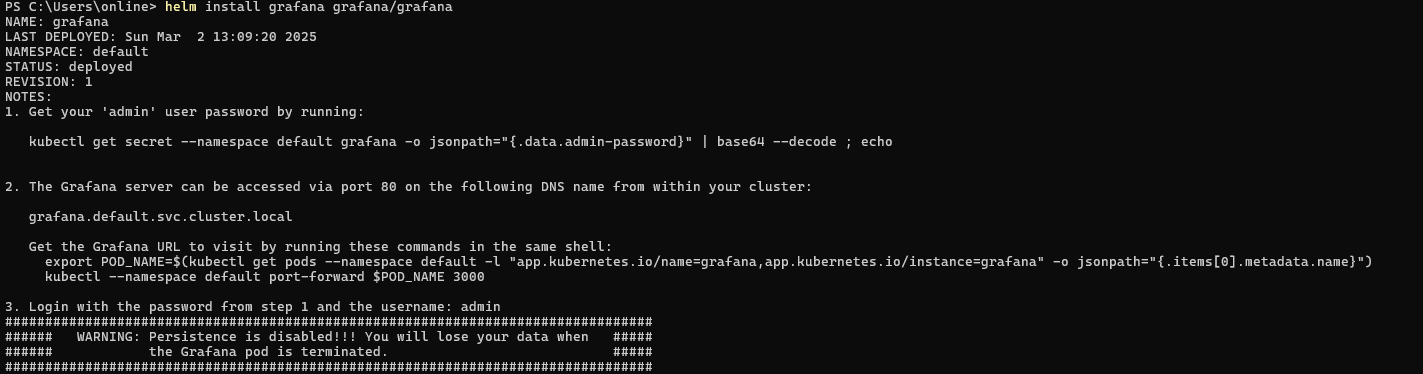 PS C:\Users\online> helm install grafana grafana/grafana
NAME: grafana
LAST DEPLOYED: Sun Mar  2 13:09:20 2025
NAMESPACE: default
STATUS: deployed
REVISION: 1
NOTES:
1. Get your 'admin' user password by running:
   kubectl get secret --namespace default grafana -o jsonpath="{.data.admin-password}" | base64 --decode ; echo
2. The Grafana server can be accessed via port 80 on the following DNS name from within your cluster:
   grafana.default.svc.cluster.local
   Get the Grafana URL to visit by running these commands in the same shell:
     export POD_NAME=$(kubectl get pods --namespace default -l "app.kubernetes.io/name=grafana,app.kubernetes.io/instance=grafana" -o jsonpath="{.items[0].metadata.name}")
     kubectl --namespace default port-forward $POD_NAME 3000
3. Login with the password from step 1 and the username: admin
#################################################################################
######   WARNING: Persistence is disabled!!! You will lose your data when   #####
######            the Grafana pod is terminated.                            #####
#################################################################################